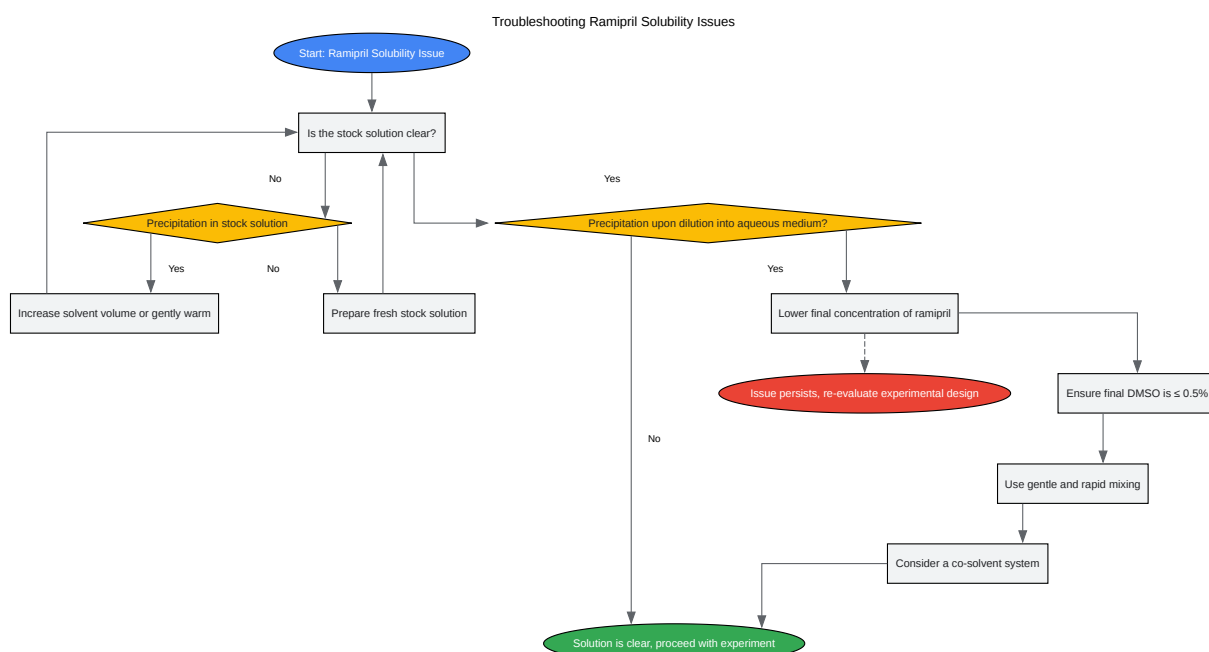 Troubleshooting Ramipril Solubility Issues
Start: Ramipril Solubility Issue
Is the stock solution clear?
No
Yes
Precipitation in stock solution
Precipitation upon dilution into aqueous medium?
Yes
No
Yes
Increase solvent volume or gently warm
Prepare fresh stock solution
Lower final concentration of ramipril
Issue persists, re-evaluate experimental design
Ensure final DMSO is ≤ 0.5%
No
Use gentle and rapid mixing
Consider a co-solvent system
Solution is clear, proceed with experiment